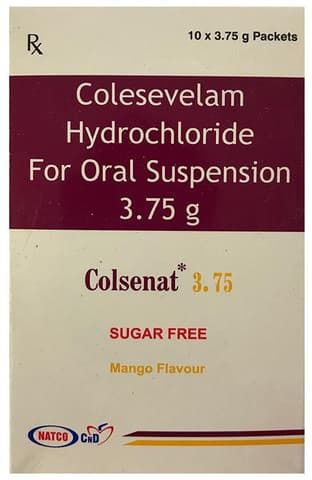 Rx
10 x 3.75 g Packets
Colesevelam
Hydrochloride
For Oral Suspension
3.75 g
Colsenat* 3.75
SUGAR FREE
Mango Flavour
NATCO CnD